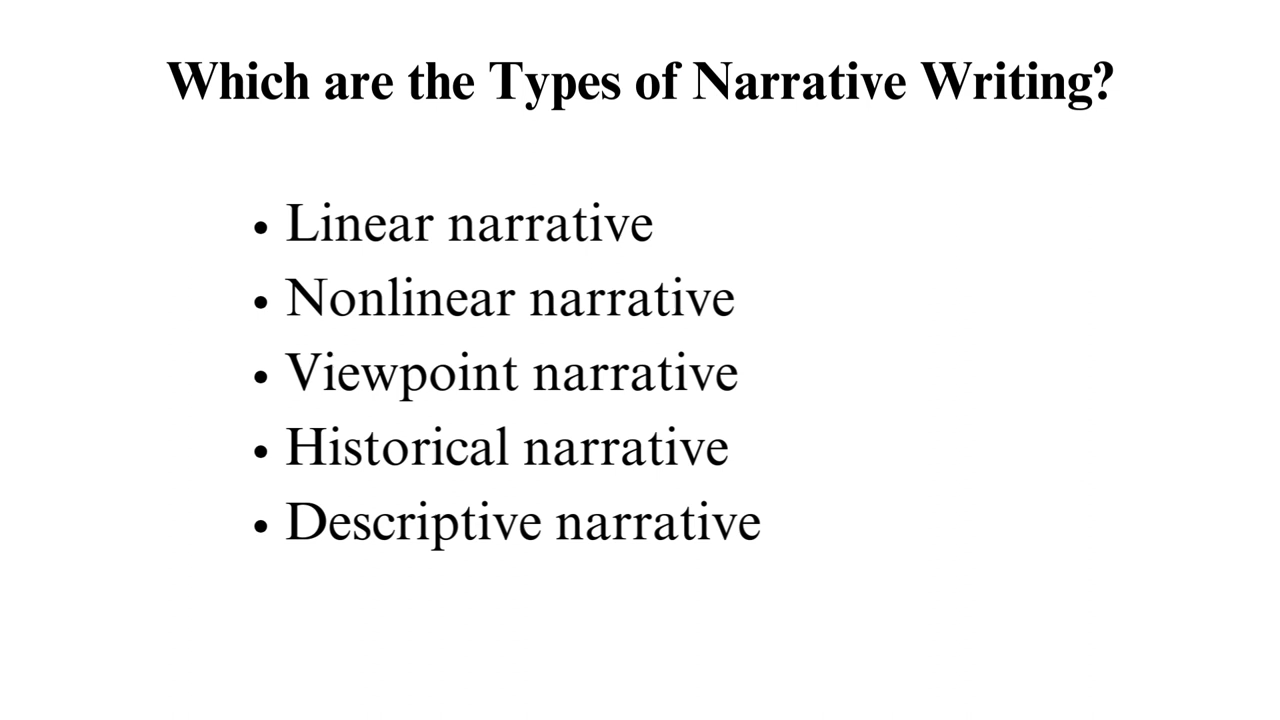 Which are the Types of Narrative Writing?
• Linear narrative
• Nonlinear narrative
• Viewpoint narrative
• Historical narrative
• Descriptive narrative